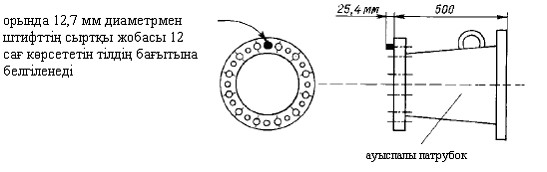 орында 12,7 мм диаметрмен
штифттің сыртқы жобасы 12
сағ көрсететін тілдің бағытына
белгіленеді
25,4 мм
500
ауыспалы патрубок